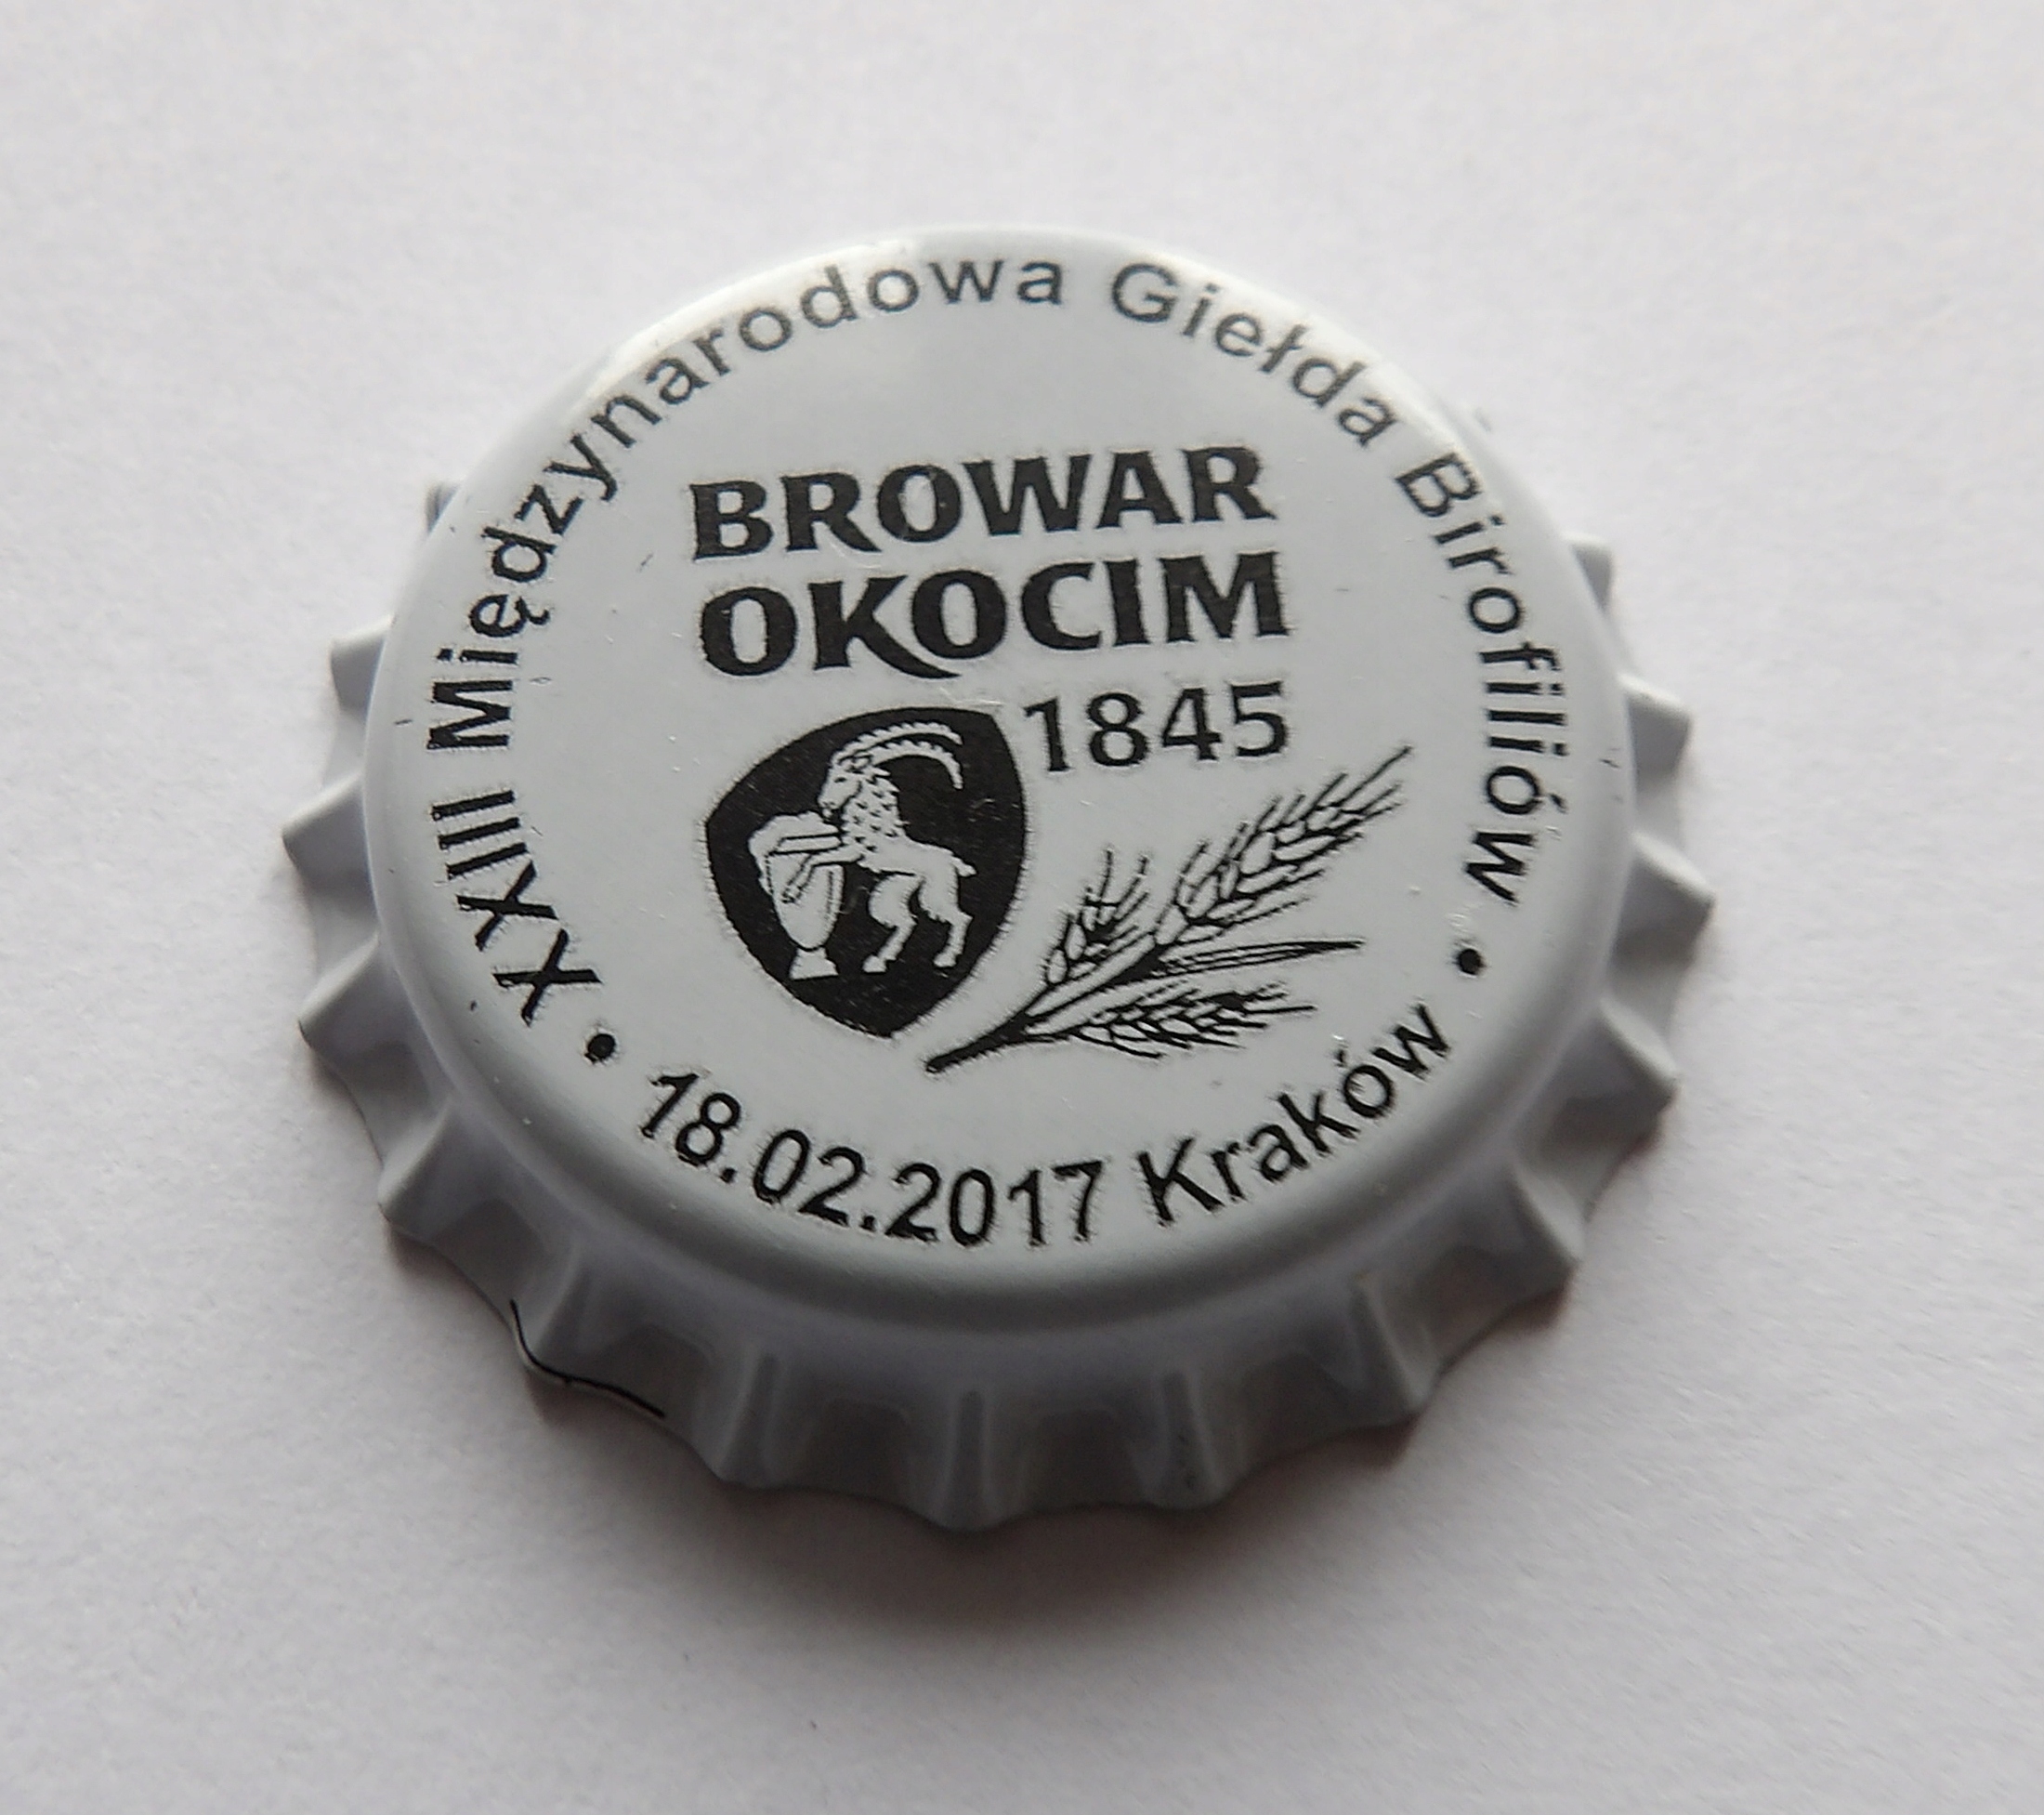 XXIII Międzynarodowa Giełda Birofiliów
BROWAR
OKOCIM
1845
• 18.02.2017 Kraków •